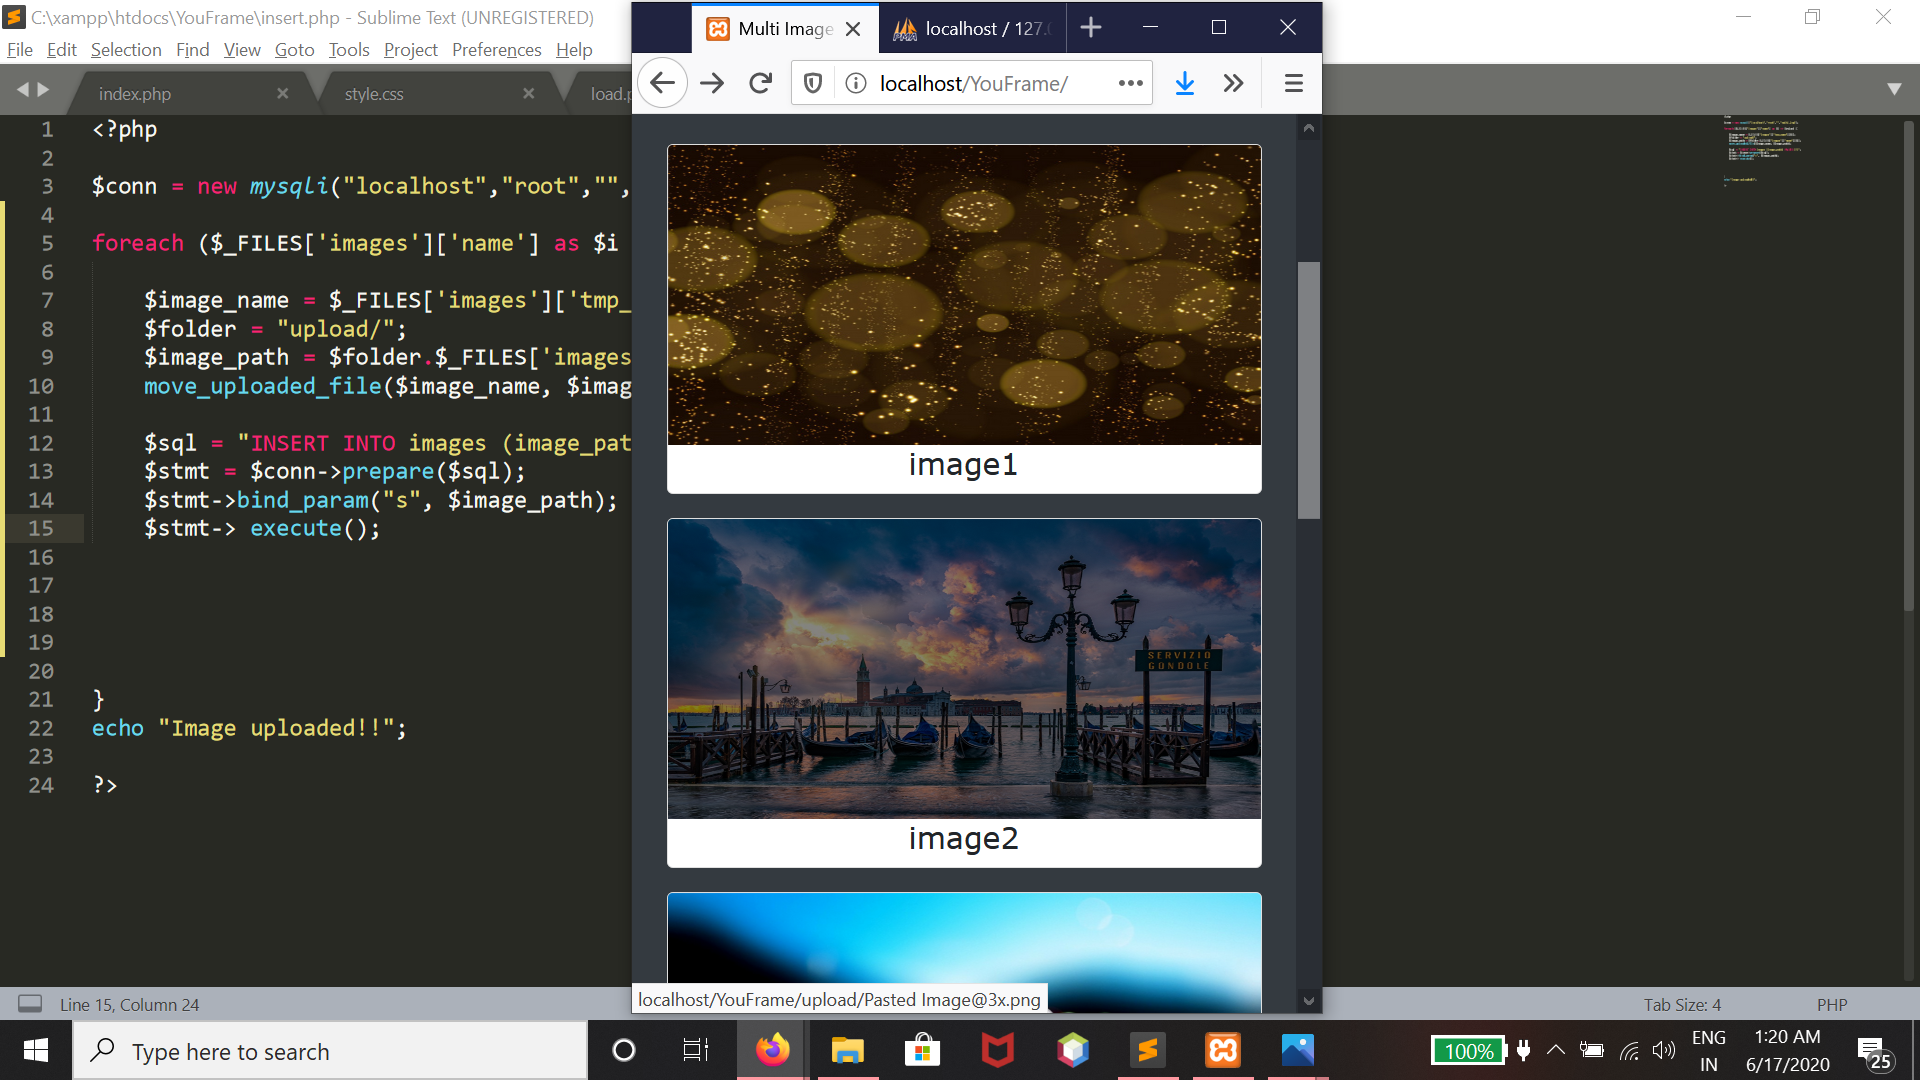 C:\xampp\htdocs\YouFrame\insert.php - Sublime Text (UNREGISTERED)
File Edit Selection Find View Goto Tools Project Preferences Help
index.php
style.css
load.p
1 <?php
2
3 $conn = new mysqli("localhost","root","",
4
5 foreach ($_FILES['images']['name'] as $i
6
7 $image_name = $_FILES['images']['tmp_
8 $folder = "upload/";
9 $image_path = $folder.$_FILES['images
10 move_uploaded_file($image_name, $imag
11
12 $sql = "INSERT INTO images (image_pat
13 $stmt = $conn->prepare($sql);
14 $stmt->bind_param("s", $image_path);
15 $stmt-> execute();
16
17
18
19
20
21 }
22 echo "Image uploaded!!";
23
24 ?>
Line 15, Column 24
Tab Size: 4
PHP
Multi Image
localhost / 127.0
localhost/YouFrame/
image1
SERVIZIO
GONDOLE
image2
localhost/YouFrame/upload/Pasted Image@3x.png
Type here to search
100%
ENG
IN
1:20 AM
6/17/2020
25